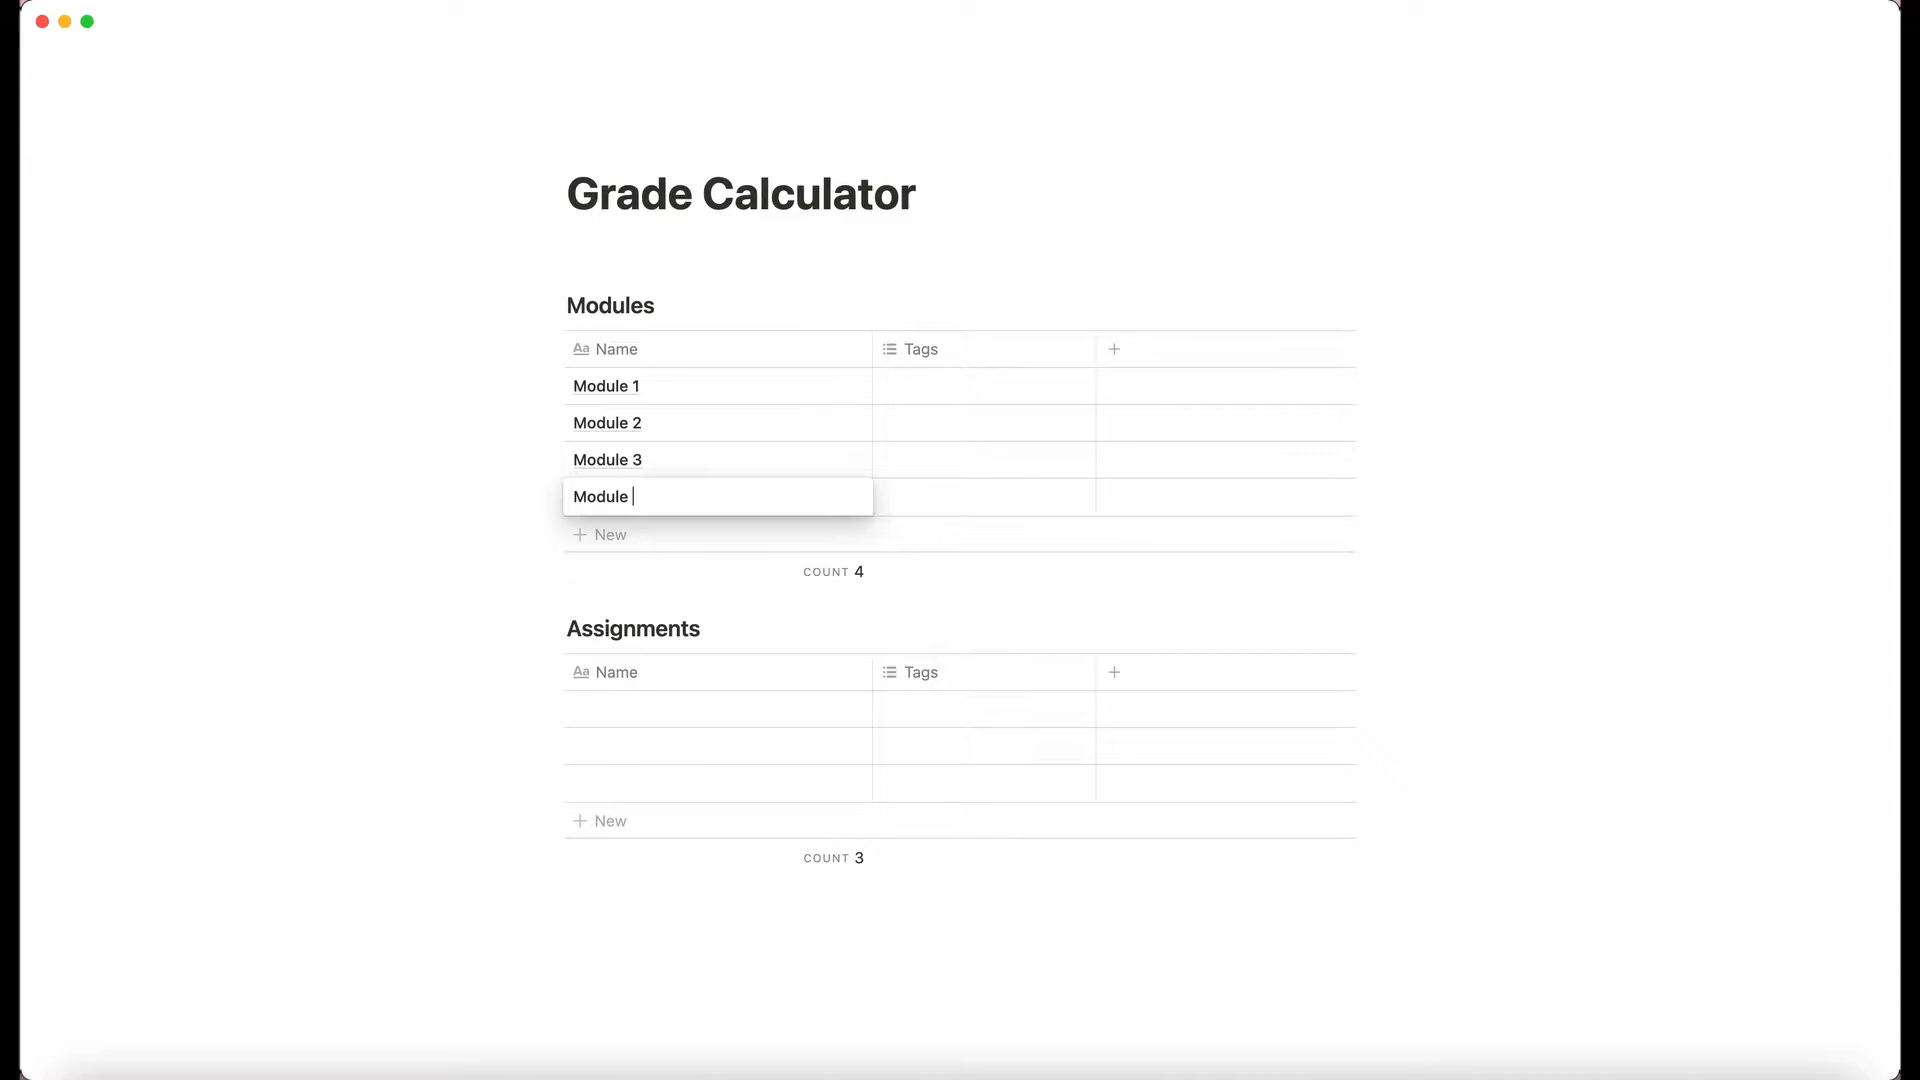 Grade Calculator
Modules
Aa Name Tags +
Module 1
Module 2
Module 3
Module
+ New
COUNT 4
Assignments
Aa Name Tags +
+ New
COUNT 3